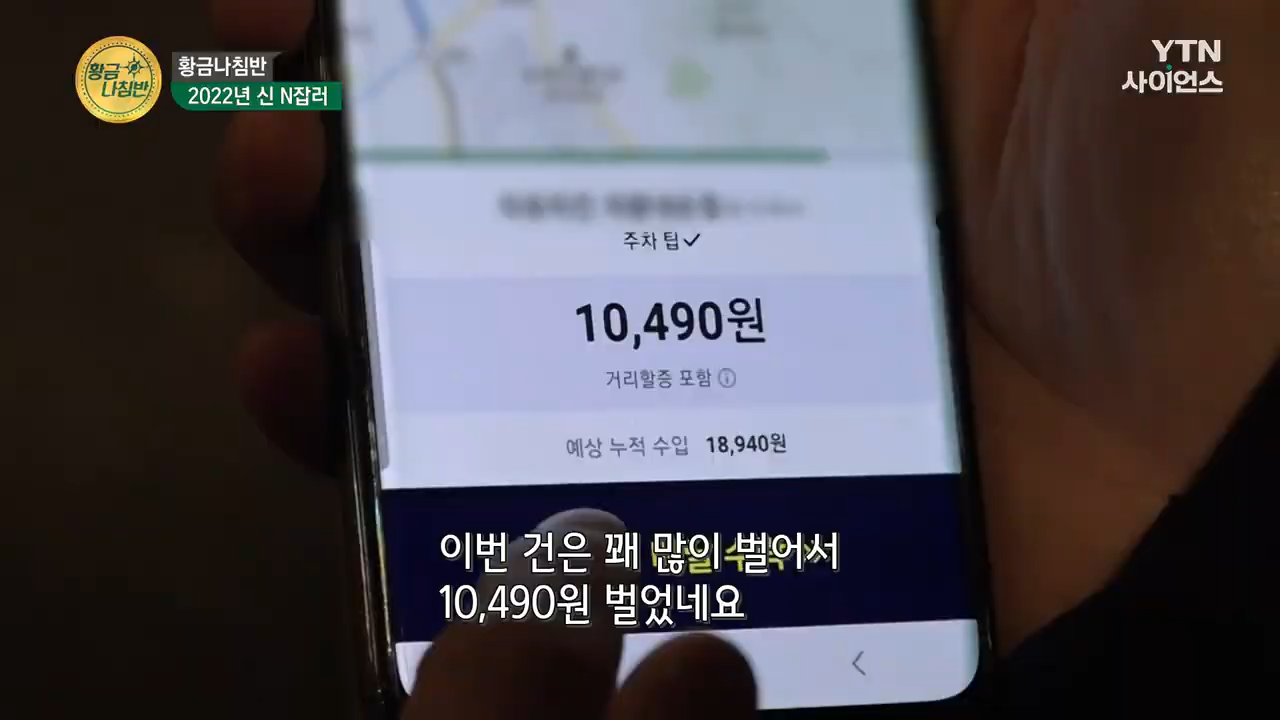 황금
나침반
황금나침반
2022년 신 N잡러
YTN
사이언스
주차 팁
10,490원
거리할증 포함
예상 누적 수입 18,940원
이번 건은 꽤 많이 벌어서
10,490원 벌었네요